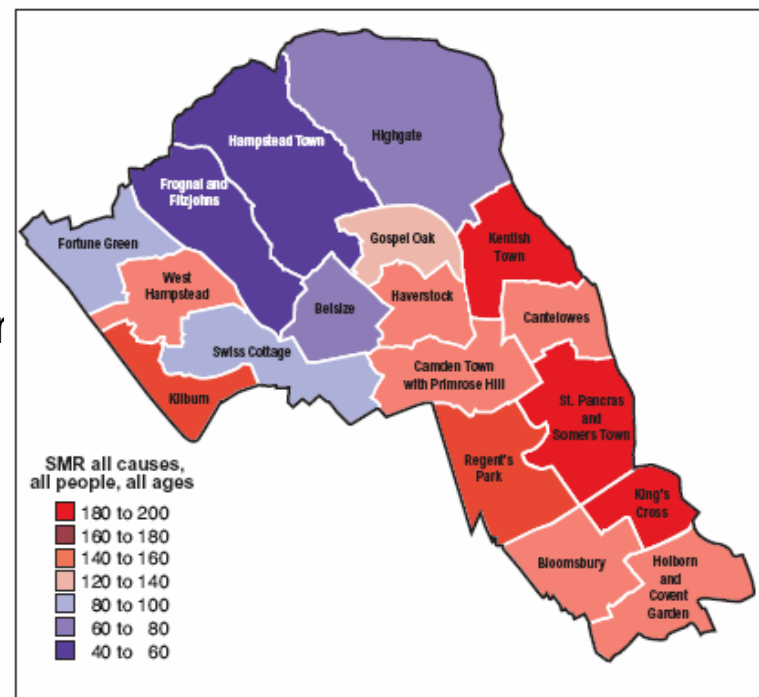 Hampstead Town
Highgate
Frognal and
Fitzjohns
Fortune Green
Gospel Oak
Kentish
Town
West
Hampstead
Belsize
Haverstock
Cantelowes
Swiss Cottage
Camden Town
with Primrose Hill
Kilburn
St. Pancras
and
Somers Town
Regent's
Park
King's
Cross
Bloomsbury
Holborn
and
Covent
Garden
SMR all causes,
all people, all ages
180 to 200
160 to 180
140 to 160
120 to 140
80 to 100
60 to 80
40 to 60